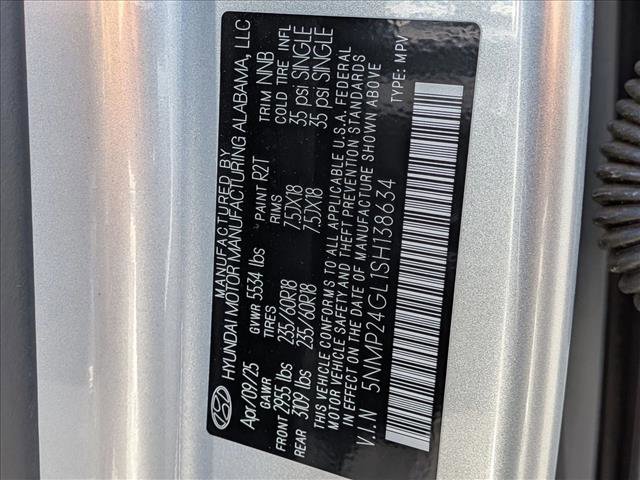 MANUFACTURED BY
HYUNDAI MOTOR MANUFACTURING ALABAMA, LLC
Apr/09/25 GVWR 5534 lbs PAINT R2T TRIM NNB
GAWR TIRES RIMS COLD TIRE INFL
FRONT 2955 lbs 235/60R18 7.5JX18 35 psi SINGLE
REAR 3109 lbs 235/60R18 7.5JX18 35 psi SINGLE
THIS VEHICLE CONFORMS TO ALL APPLICABLE U.S.A. FEDERAL
MOTOR VEHICLE SAFETY AND THEFT PREVENTION STANDARDS
IN EFFECT ON THE DATE OF MANUFACTURE SHOWN ABOVE
V.I.N 5NMP24GL1SH138634 TYPE: MPV